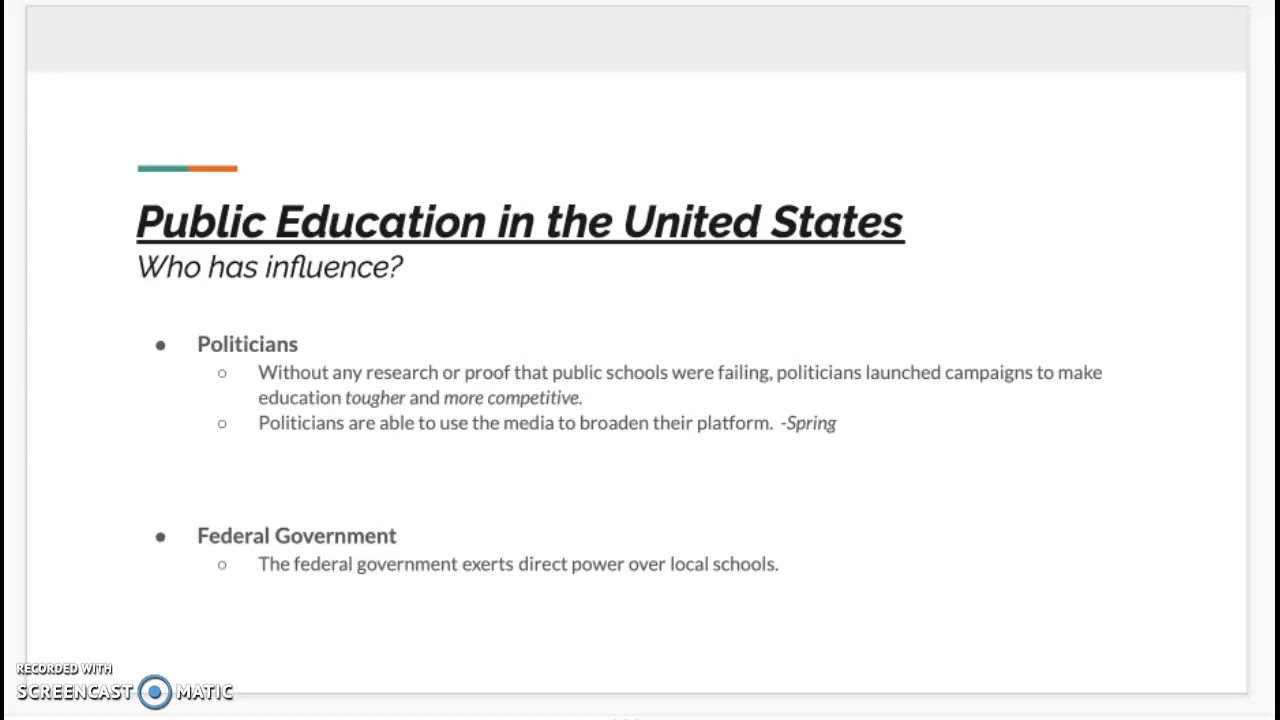 Public Education in the United States
Who has influence?
● Politicians
○ Without any research or proof that public schools were failing, politicians launched campaigns to make
education tougher and more competitive.
○ Politicians are able to use the media to broaden their platform. -Spring
● Federal Government
○ The federal government exerts direct power over local schools.
RECORDED WITH
SCREENCAST MATIC